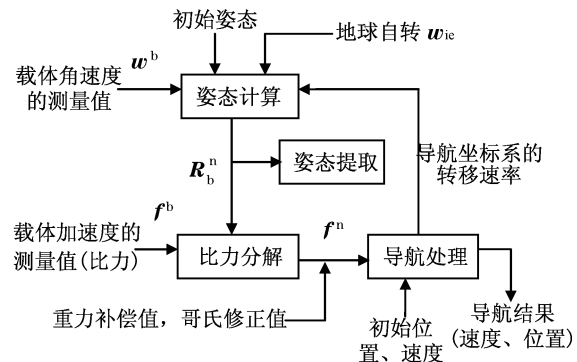 初始姿态
地球自转 w_ie
w^b
载体角速度
的测量值
姿态计算
导航坐标系的
转移速率
R_b^n
姿态提取
f^b
f^n
载体加速度的
测量值(比力)
比力分解
导航处理
重力补偿值，哥氏修正值
初始位
置、速度
导航结果
(速度、位置)